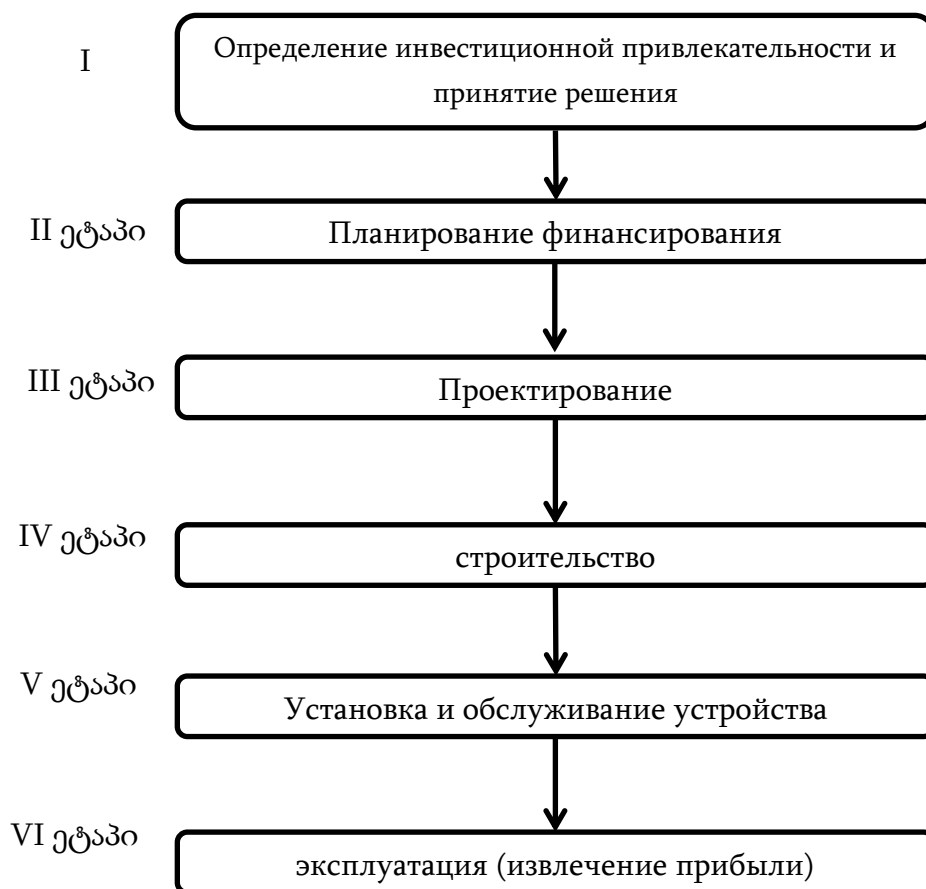 I
Определение инвестиционной привлекательности и
принятие решения
II ეტაპი
Планирование финансирования
III ეტაპი
Проектирование
IV ეტაპი
строительство
V ეტაპი
Установка и обслуживание устройства
VI ეტაპი
эксплуатация (извлечение прибыли)